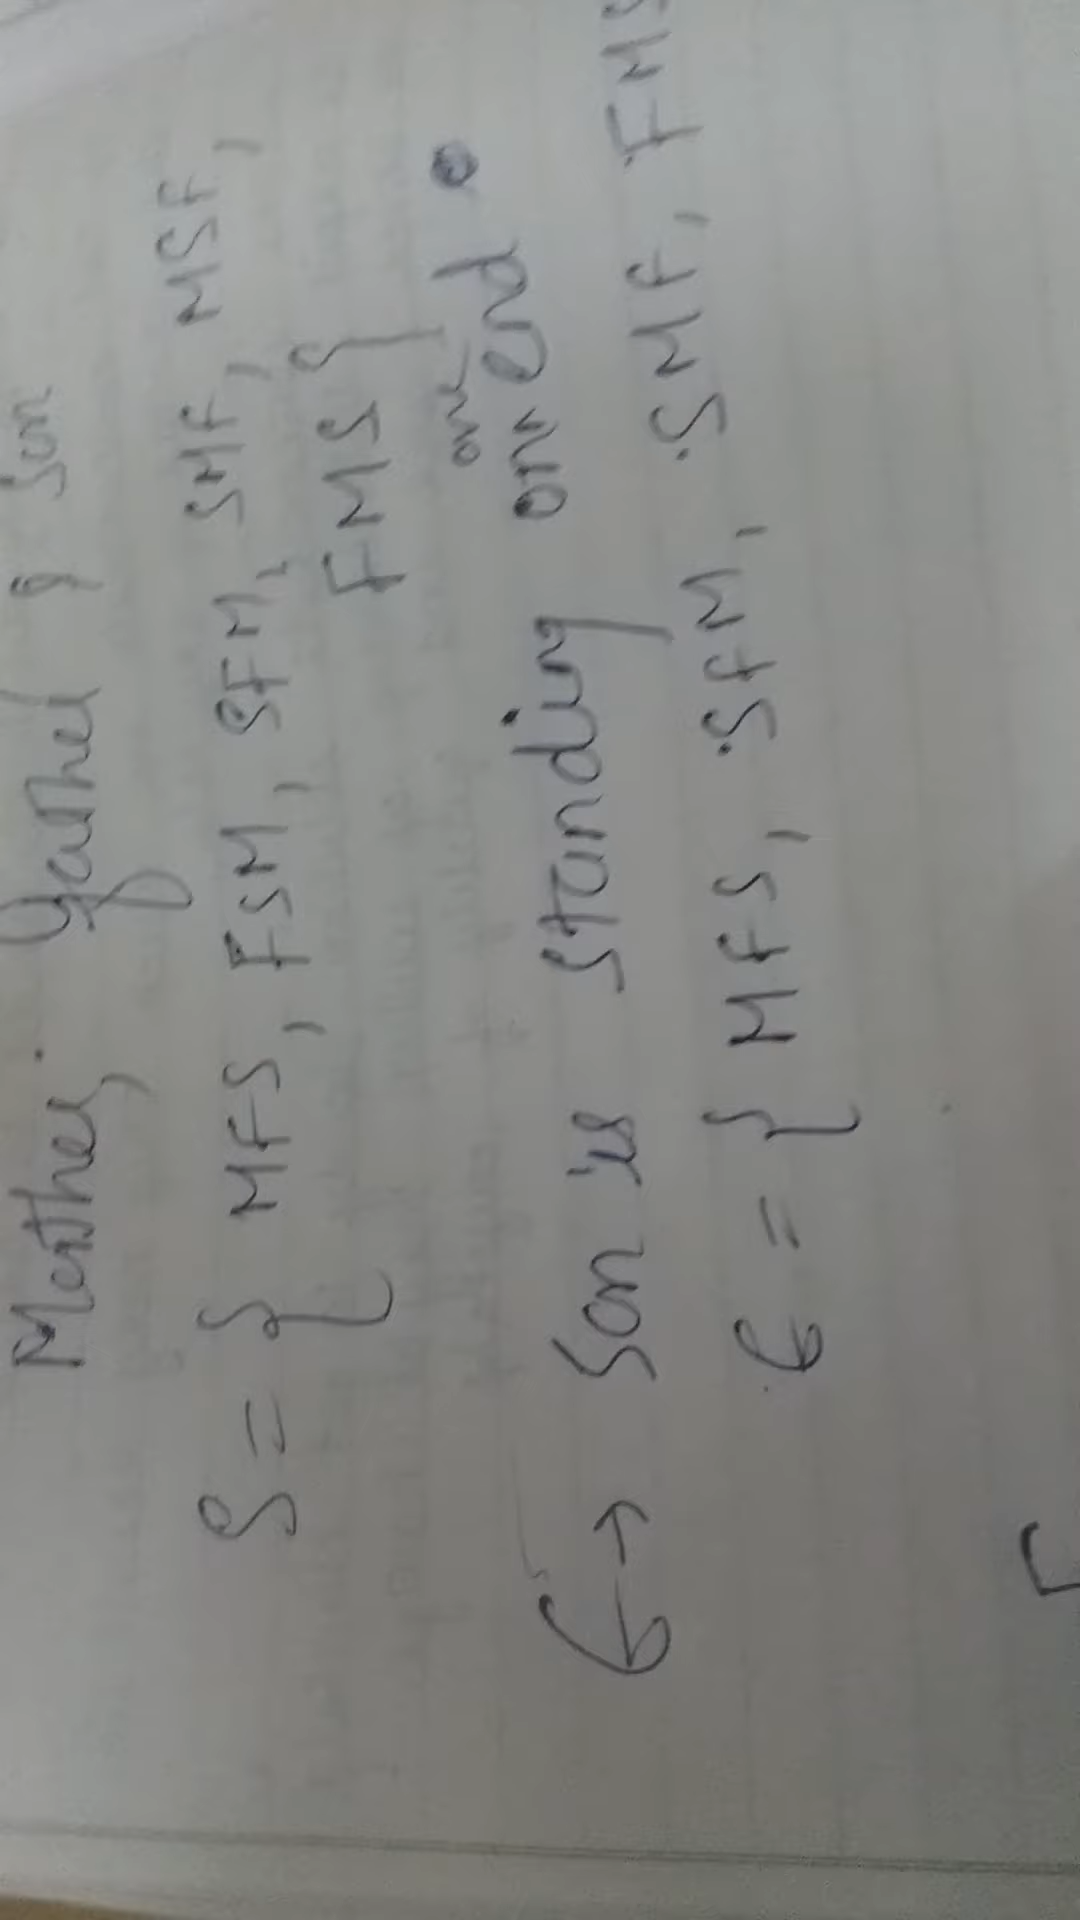 Mother, father & son
S = { MFS, FSM, SFM, SMF, MSF,
FMS }
one
E → Son is standing on end
E = { MFS, SFM, SMF, FMS